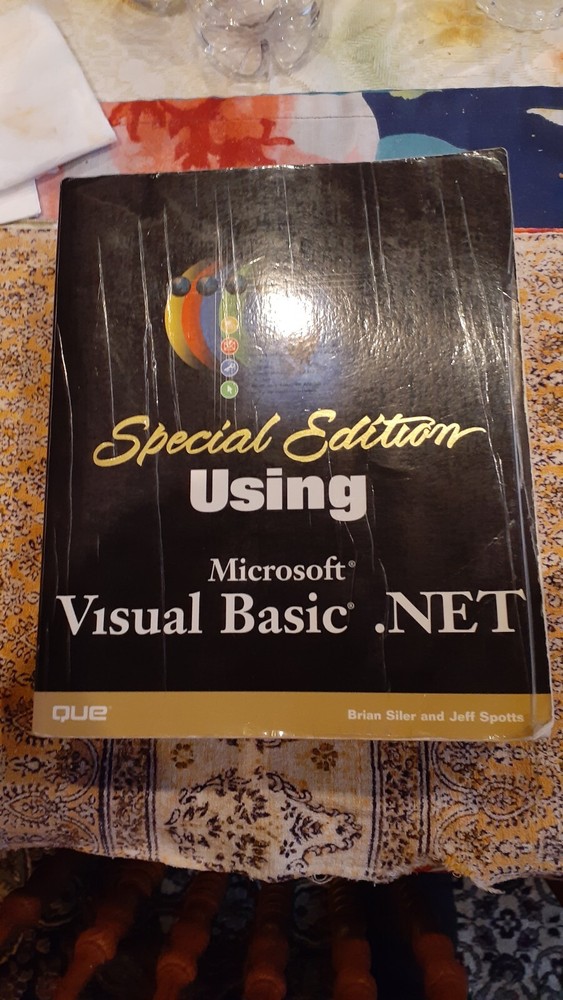 Special Edition
Using
Microsoft®
Visual Basic® .NET
QUE®
Brian Siler and Jeff Spotts